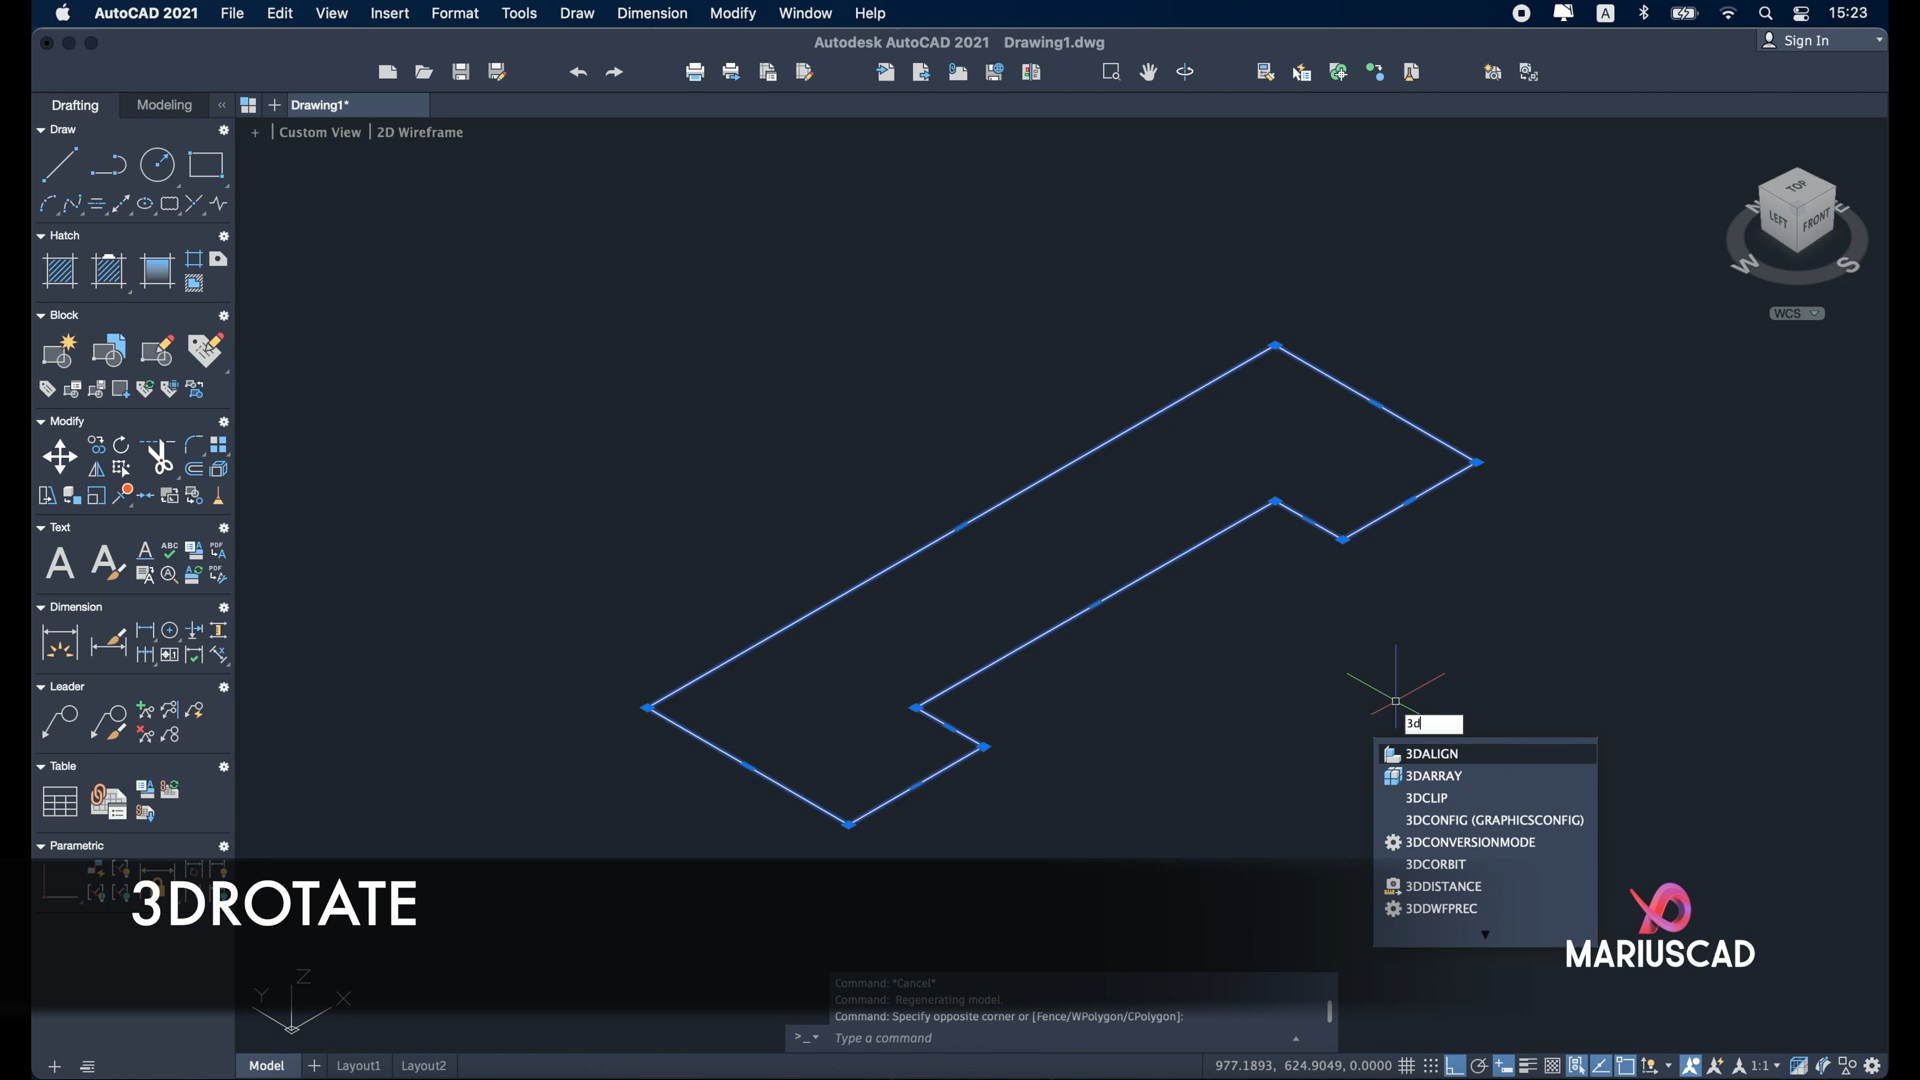 AutoCAD 2021 File Edit View Insert Format Tools Draw Dimension Modify Window Help A 15:23
Autodesk AutoCAD 2021 Drawing1.dwg Sign In
Drafting Modeling « Drawing1*
Draw + Custom View 2D Wireframe
TOP
LEFT FRONT
N E
W S
WCS
Hatch
Block
Modify
Text
A A A ABC PDF A
Dimension
Leader
Table
Parametric
3d
3DALIGN
3DARRAY
3DCLIP
3DCONFIG (GRAPHICSCONFIG)
3DCONVERSIONMODE
3DCORBIT
3DDISTANCE
3DDWFPREC
3DROTATE
MARIUSCAD
Z
Y X
Command: *Cancel*
Command: Regenerating model.
Command: Specify opposite corner or [Fence/WPolygon/CPolygon]:
>_ Type a command
Model Layout1 Layout2 977.1893, 624.9049, 0.0000 1:1